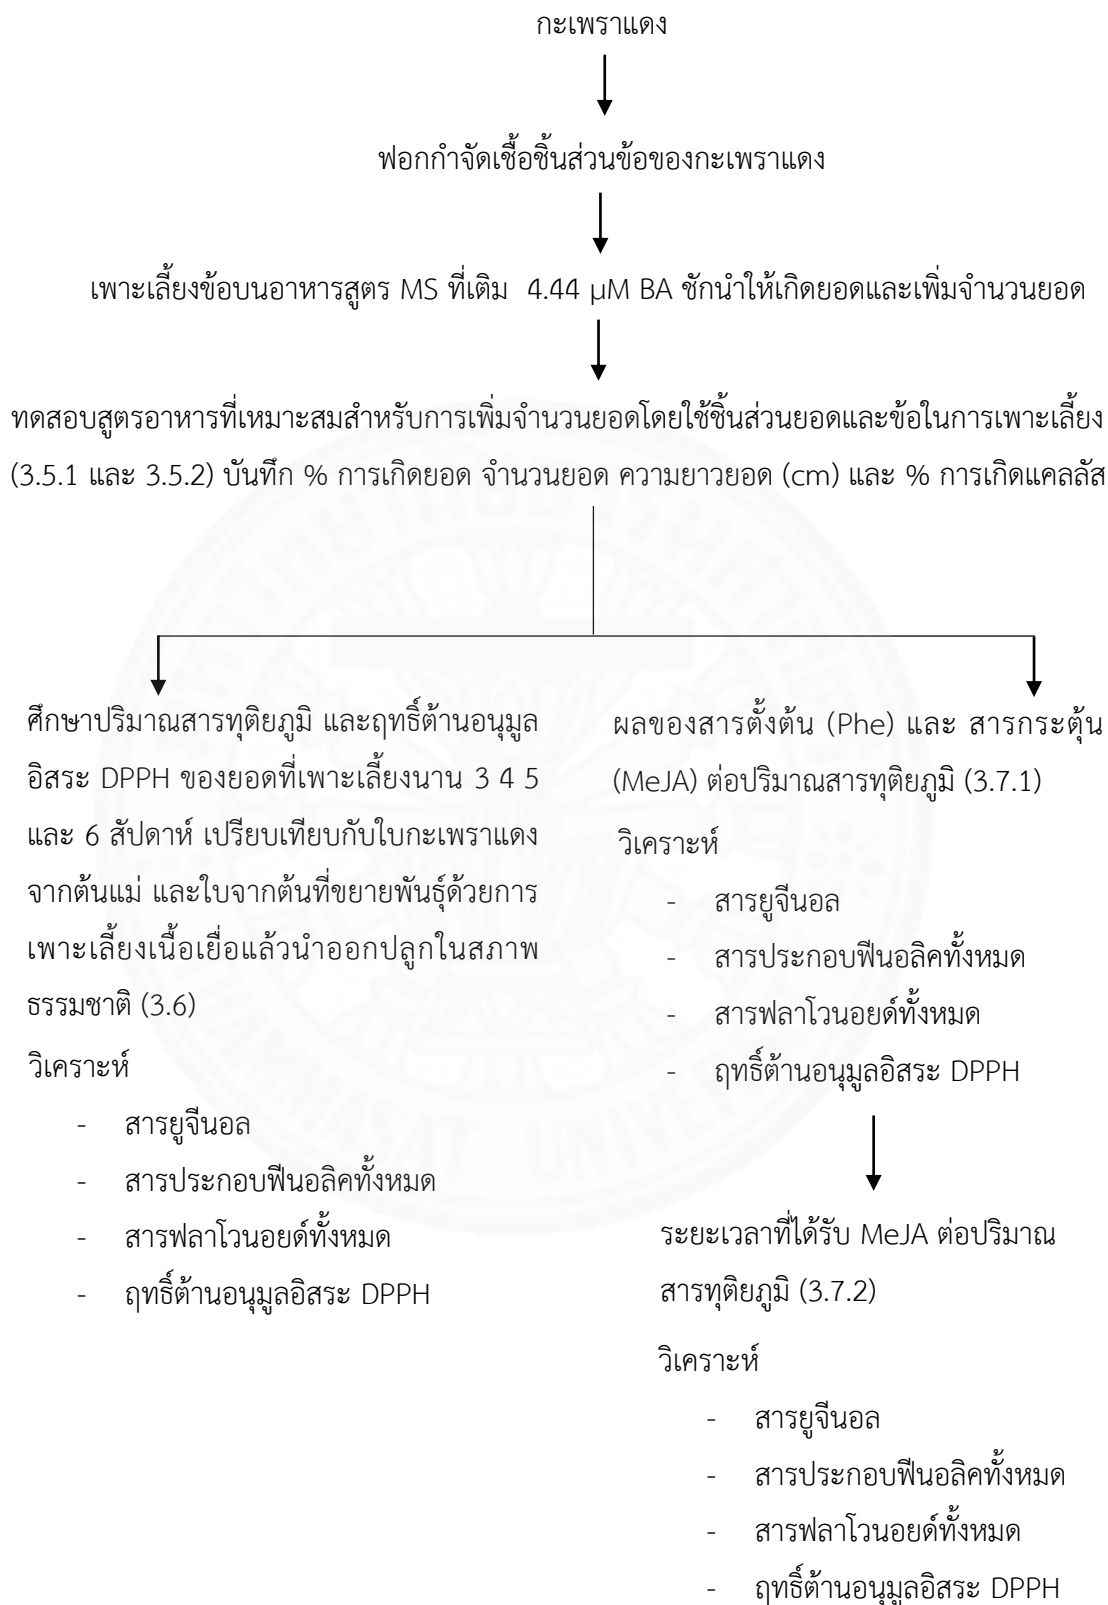 กะเพราแดง
ฟอกกำจัดเชื้อชิ้นส่วนข้อของกะเพราแดง
เพาะเลี้ยงข้อบนอาหารสูตร MS ที่เติม 4.44 µM BA ชักนำให้เกิดยอดและเพิ่มจำนวนยอด
ทดสอบสูตรอาหารที่เหมาะสมสำหรับการเพิ่มจำนวนยอดโดยใช้ชิ้นส่วนยอดและข้อในการเพาะเลี้ยง
(3.5.1 และ 3.5.2) บันทึก % การเกิดยอด จำนวนยอด ความยาวยอด (cm) และ % การเกิดแคลลัส
ศึกษาปริมาณสารทุติยภูมิ และฤทธิ์ต้านอนุมูล
อิสระ DPPH ของยอดที่เพาะเลี้ยงนาน 3 4 5
และ 6 สัปดาห์ เปรียบเทียบกับใบกะเพราแดง
จากต้นแม่ และใบจากต้นที่ขยายพันธุ์ด้วยการ
เพาะเลี้ยงเนื้อเยื่อแล้วนำออกปลูกในสภาพ
ธรรมชาติ (3.6)
วิเคราะห์
- สารยูจีนอล
- สารประกอบฟีนอลิคทั้งหมด
- สารฟลาโวนอยด์ทั้งหมด
- ฤทธิ์ต้านอนุมูลอิสระ DPPH
ผลของสารตั้งต้น (Phe) และ สารกระตุ้น
(MeJA) ต่อปริมาณสารทุติยภูมิ (3.7.1)
วิเคราะห์
- สารยูจีนอล
- สารประกอบฟีนอลิคทั้งหมด
- สารฟลาโวนอยด์ทั้งหมด
- ฤทธิ์ต้านอนุมูลอิสระ DPPH
ระยะเวลาที่ได้รับ MeJA ต่อปริมาณ
สารทุติยภูมิ (3.7.2)
วิเคราะห์
- สารยูจีนอล
- สารประกอบฟีนอลิคทั้งหมด
- สารฟลาโวนอยด์ทั้งหมด
- ฤทธิ์ต้านอนุมูลอิสระ DPPH